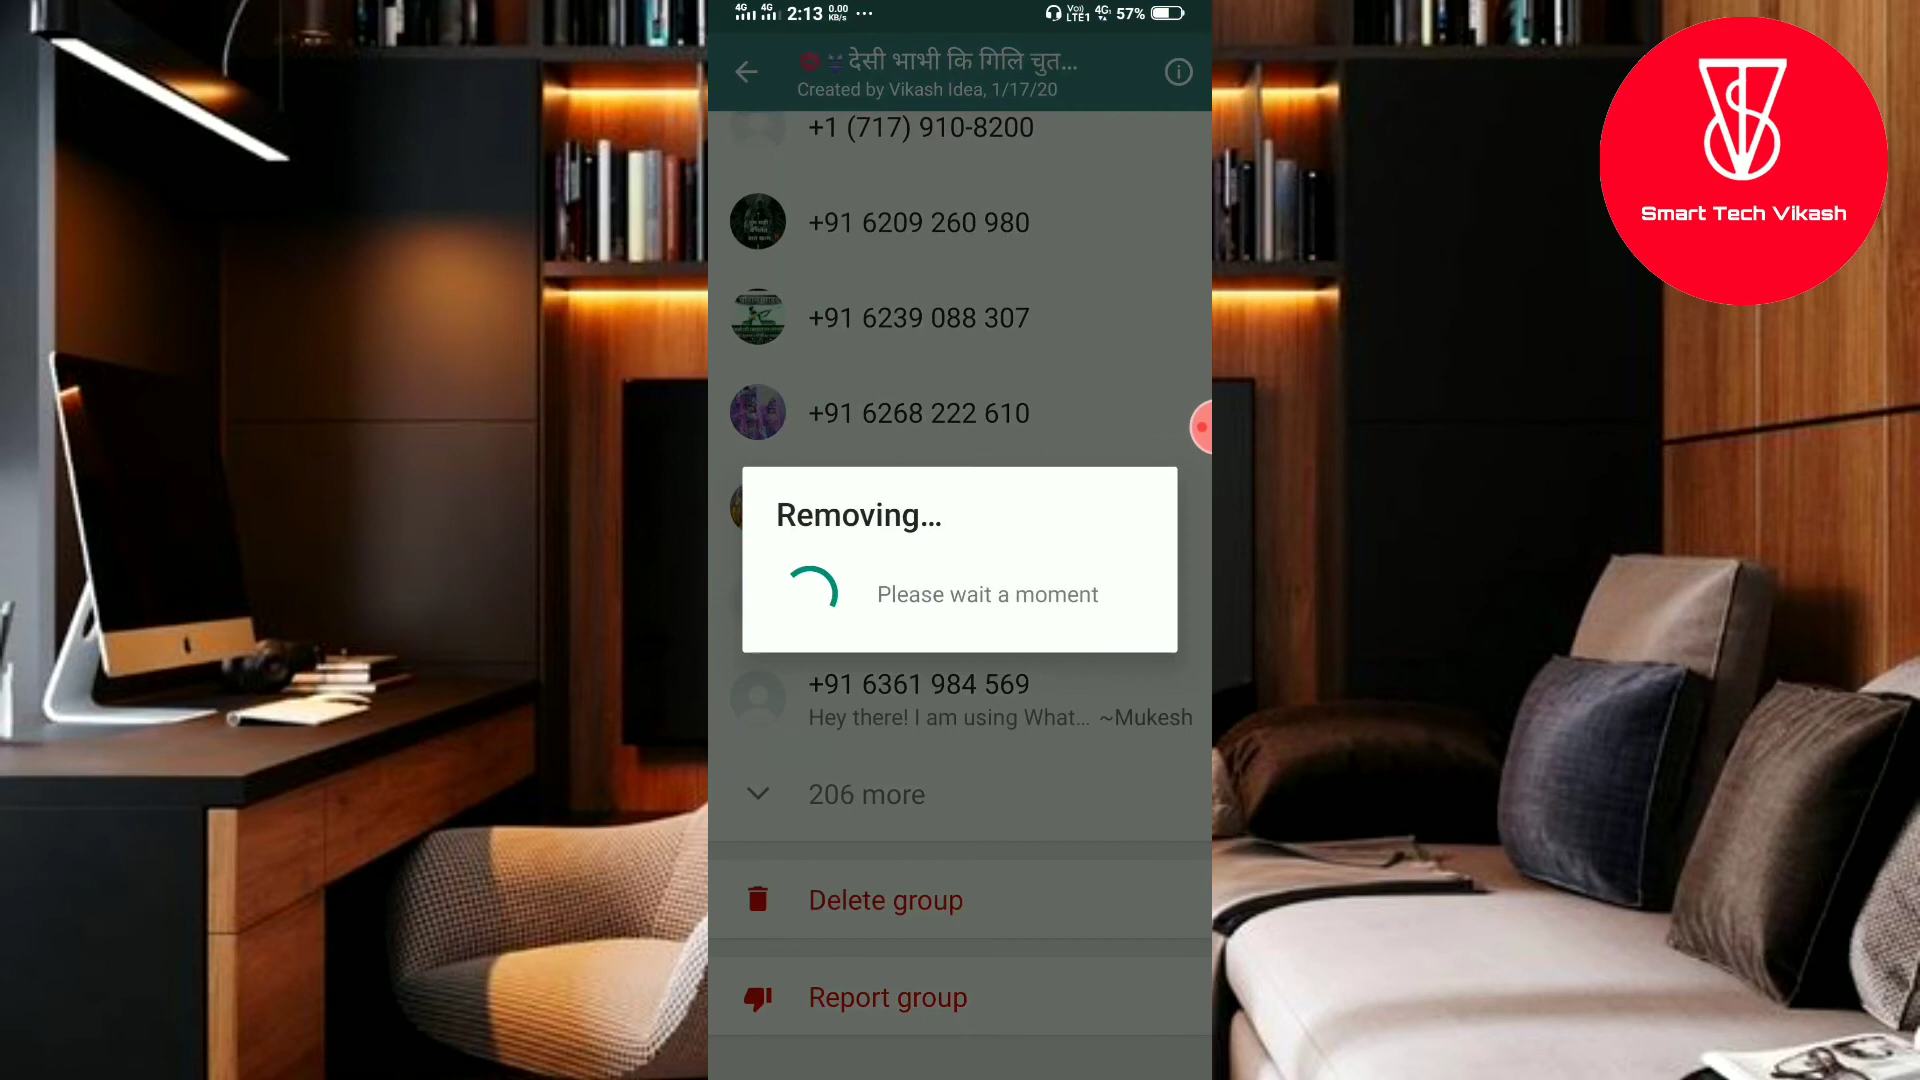 4G 4G 2:13 0.00 KB/s ... Vo)) LTE1 4G 57%
देसी भाभी कि गिलि चुत...
Created by Vikash Idea, 1/17/20
+1 (717) 910-8200
+91 6209 260 980
+91 6239 088 307
+91 6268 222 610
Removing...
Please wait a moment
+91 6361 984 569
Hey there! I am using What... ~Mukesh
206 more
Delete group
Report group
Smart Tech Vikash